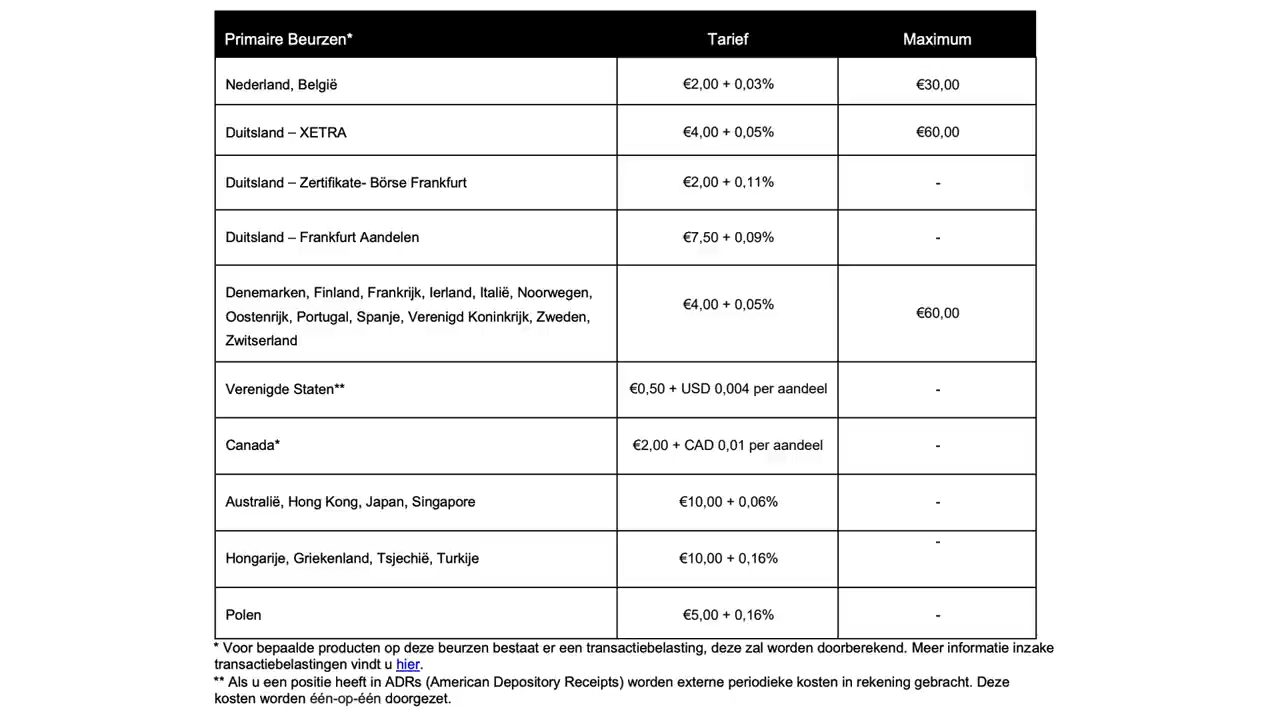 Primaire Beurzen* Tarief Maximum
Nederland, België €2,00 + 0,03% €30,00
Duitsland – XETRA €4,00 + 0,05% €60,00
Duitsland – Zertifikate- Börse Frankfurt €2,00 + 0,11% -
Duitsland – Frankfurt Aandelen €7,50 + 0,09% -
Denemarken, Finland, Frankrijk, Ierland, Italië, Noorwegen,
Oostenrijk, Portugal, Spanje, Verenigd Koninkrijk, Zweden,
Zwitserland
€4,00 + 0,05% €60,00
Verenigde Staten** €0,50 + USD 0,004 per aandeel -
Canada* €2,00 + CAD 0,01 per aandeel -
Australië, Hong Kong, Japan, Singapore €10,00 + 0,06% -
Hongarije, Griekenland, Tsjechië, Turkije €10,00 + 0,16% -
Polen €5,00 + 0,16% -
* Voor bepaalde producten op deze beurzen bestaat er een transactiebelasting, deze zal worden doorberekend. Meer informatie inzake
transactiebelastingen vindt u hier.
** Als u een positie heeft in ADRs (American Depository Receipts) worden externe periodieke kosten in rekening gebracht. Deze
kosten worden één-op-één doorgezet.